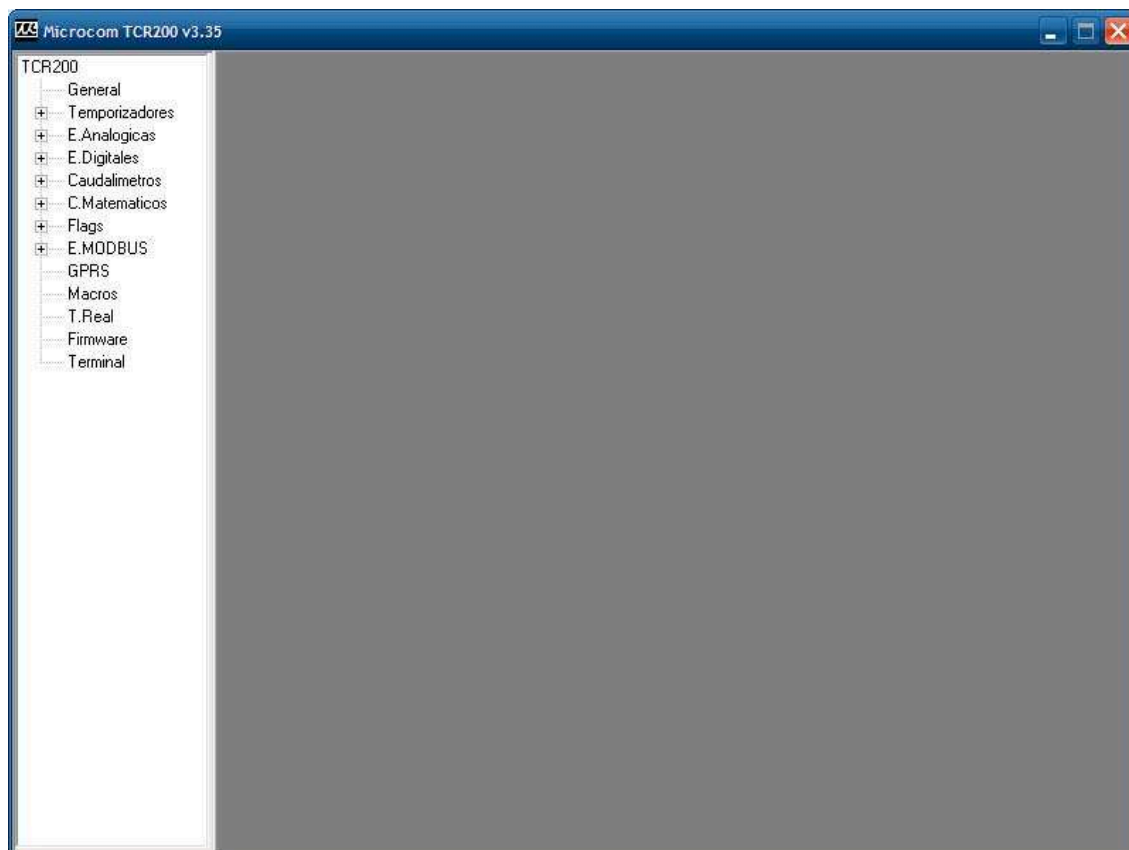 Microcom TCR200 v3.35
TCR200
General
Temporizadores
E.Analogicas
E.Digitales
Caudalimetros
C.Matematicos
Flags
E.MODBUS
GPRS
Macros
T.Real
Firmware
Terminal